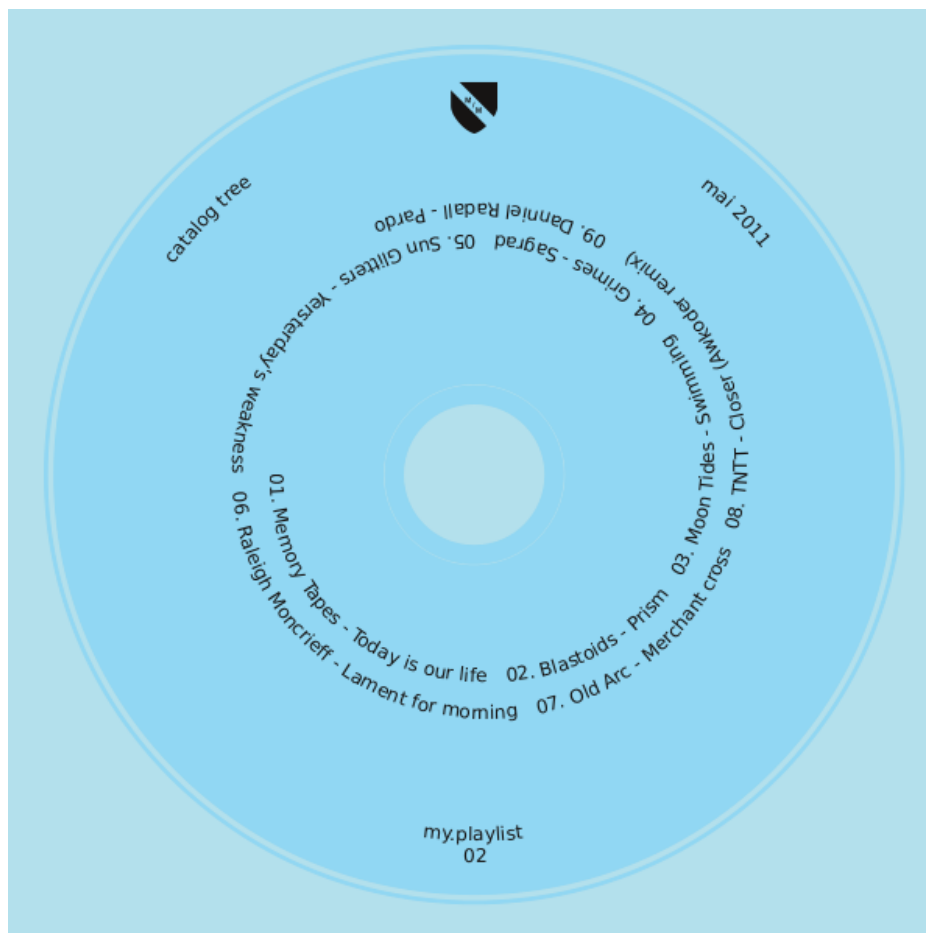 MIM
catalog tree
mai 2011
01. Memory Tapes - Today is our life
02. Blastoids - Prism
03. Moon Tides - Swimming
04. Grimes - Sagrad
05. Sun Glitters - Yersterday's weakness
06. Raleigh Moncrieff - Lament for morning
07. Old Arc - Merchant cross
08. TNTT - Closer (Awkoder remix)
09. Danniel Radall - Pardo
my.playlist
02